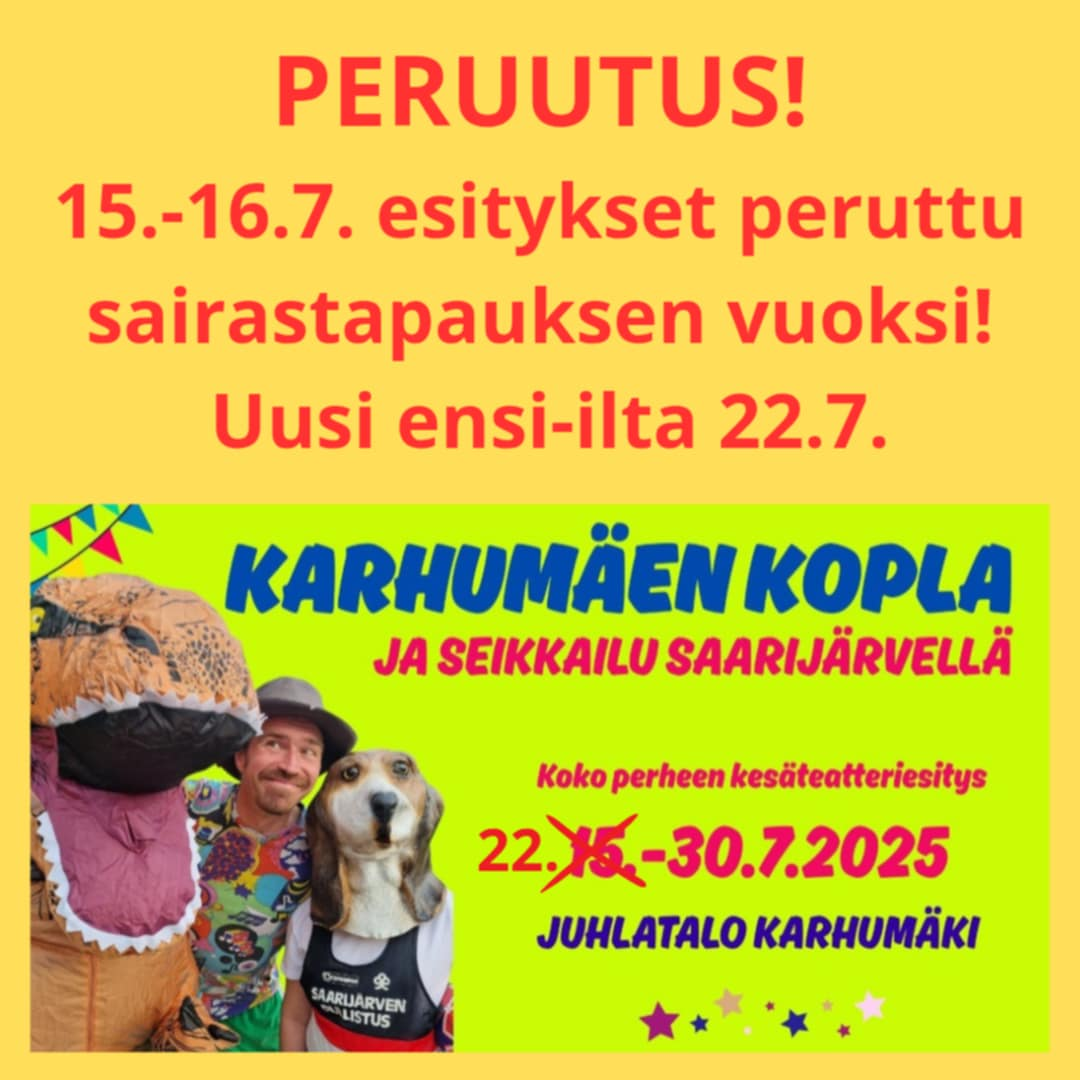 PERUUTUS!
15.-16.7. esitykset peruttu
sairastapauksen vuoksi!
Uusi ensi-ilta 22.7.
KARHUMÄEN KOPLA
JA SEIKKAILU SAARIJÄRVELLÄ
Koko perheen kesäteatteriesitys
22. 15.-30.7.2025
JUHLATALO KARHUMÄKI
SAARIJÄRVEN